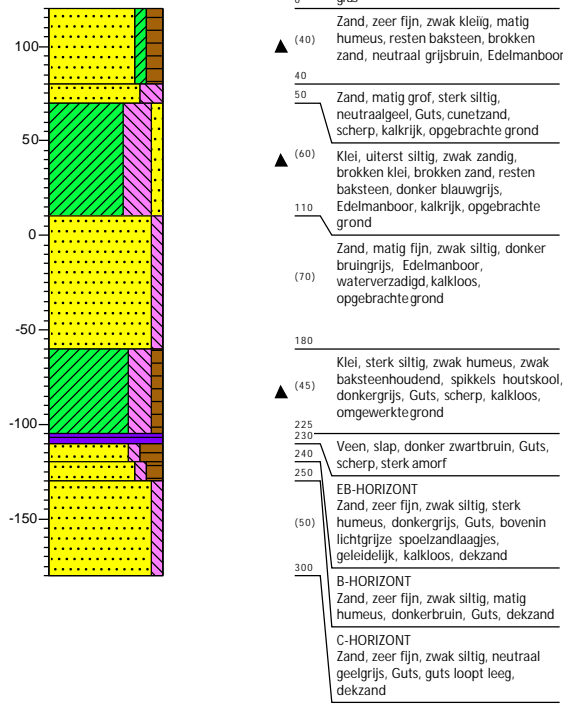 0 gras
100
(40)
Zand, zeer fijn, zwak kleiïg, matig
humeus, resten baksteen, brokken
zand, neutraal grijsbruin, Edelmanboor
40
50
50
Zand, matig grof, sterk siltig,
neutraalgeel, Guts, cunetzand,
scherp, kalkrijk, opgebrachte grond
(60)
Klei, uiterst siltig, zwak zandig,
brokken klei, brokken zand, resten
baksteen, donker blauwgrijs,
Edelmanboor, kalkrijk, opgebrachte
grond
110
0
(70)
Zand, matig fijn, zwak siltig, donker
bruingrijs, Edelmanboor,
waterverzadigd, kalkloos,
opgebrachte grond
-50
180
(45)
Klei, sterk siltig, zwak humeus, zwak
baksteenhoudend, spikkels houtskool,
donkergrijs, Guts, scherp, kalkloos,
omgewerkte grond
-100
225
230
Veen, slap, donker zwartbruin, Guts,
scherp, sterk amorf
240
250
EB-HORIZONT
Zand, zeer fijn, zwak siltig, sterk
humeus, donkergrijs, Guts, bovenin
lichtgrijze spoelzandlaagjes,
geleidelijk, kalkloos, dekzand
-150
(50)
300
B-HORIZONT
Zand, zeer fijn, zwak siltig, matig
humeus, donkerbruin, Guts, dekzand
C-HORIZONT
Zand, zeer fijn, zwak siltig, neutraal
geelgrijs, Guts, guts loopt leeg,
dekzand